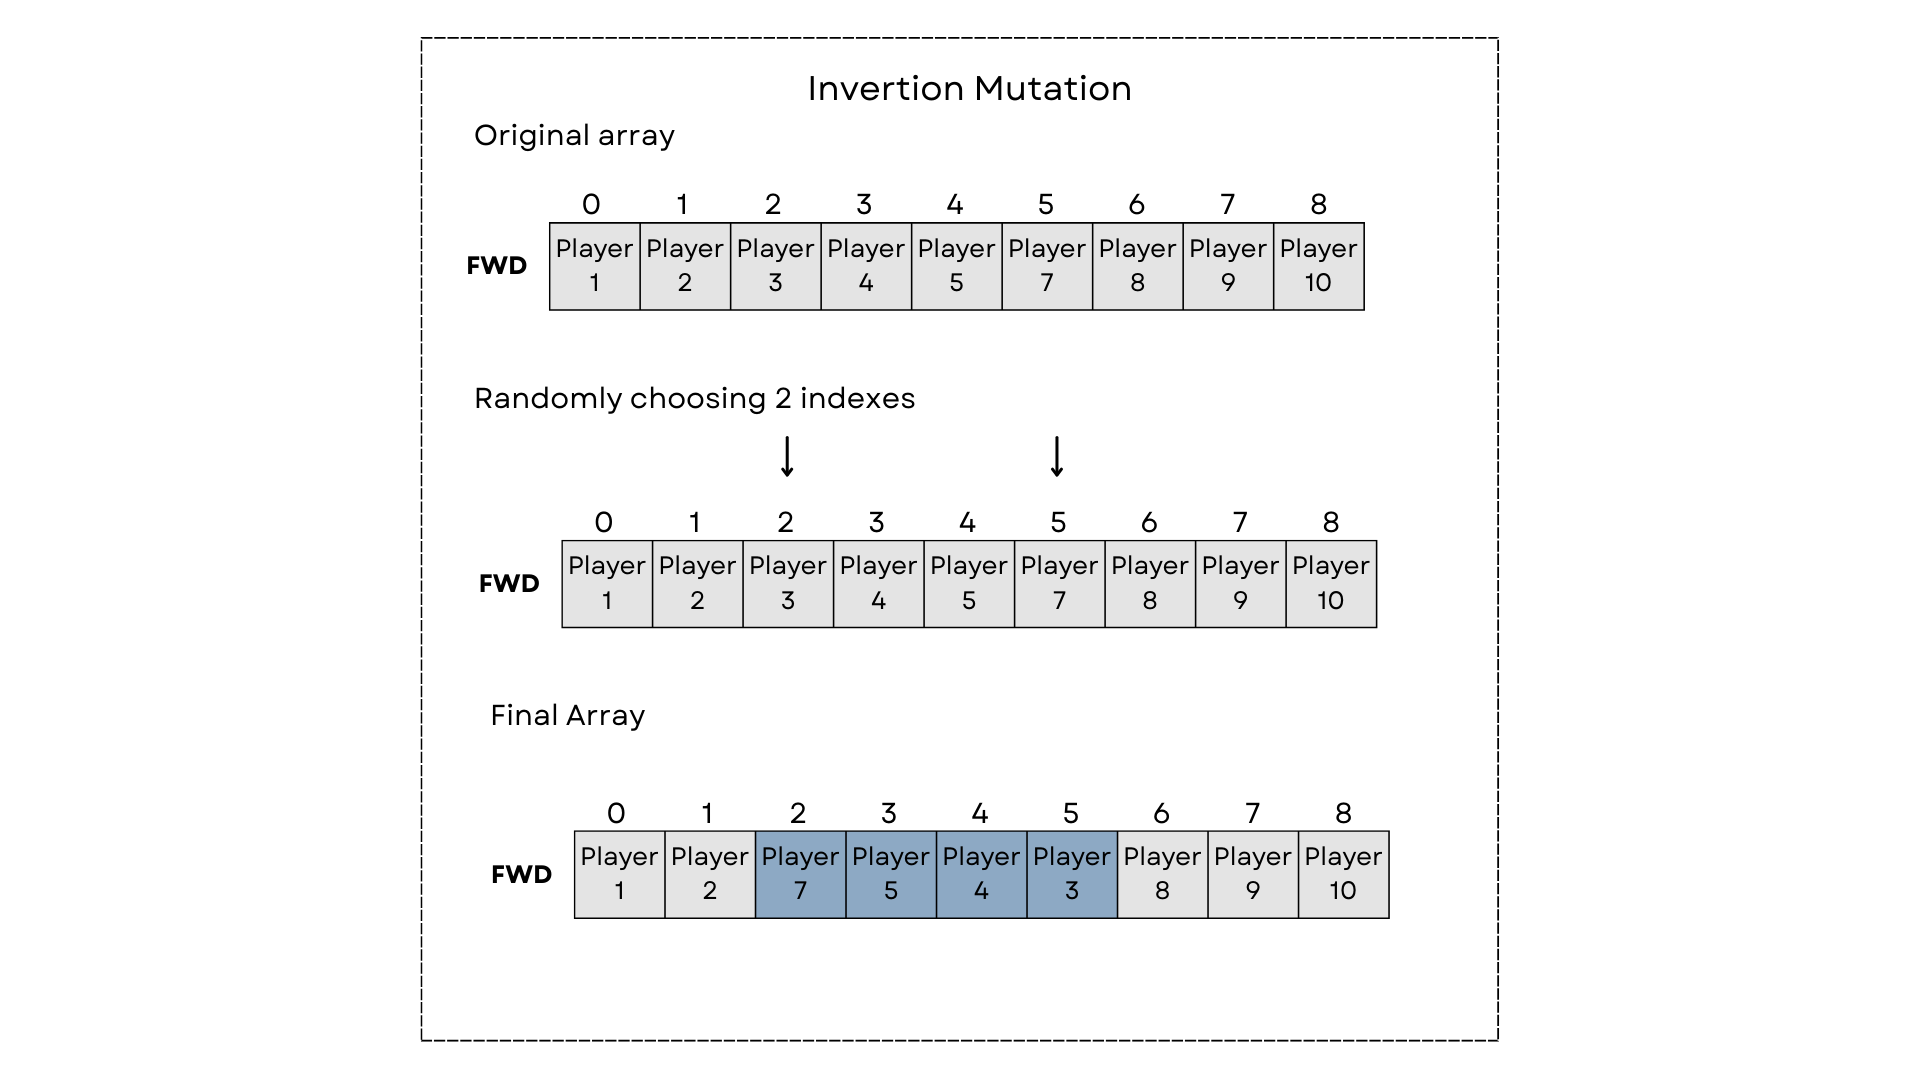 Invertion Mutation
Original array
0 1 2 3 4 5 6 7 8
FWD
Player Player Player Player Player Player Player Player Player
1 2 3 4 5 7 8 9 10
Randomly choosing 2 indexes
0 1 2 3 4 5 6 7 8
FWD
Player Player Player Player Player Player Player Player Player
1 2 3 4 5 7 8 9 10
Final Array
0 1 2 3 4 5 6 7 8
FWD
Player Player Player Player Player Player Player Player Player
1 2 7 5 4 3 8 9 10